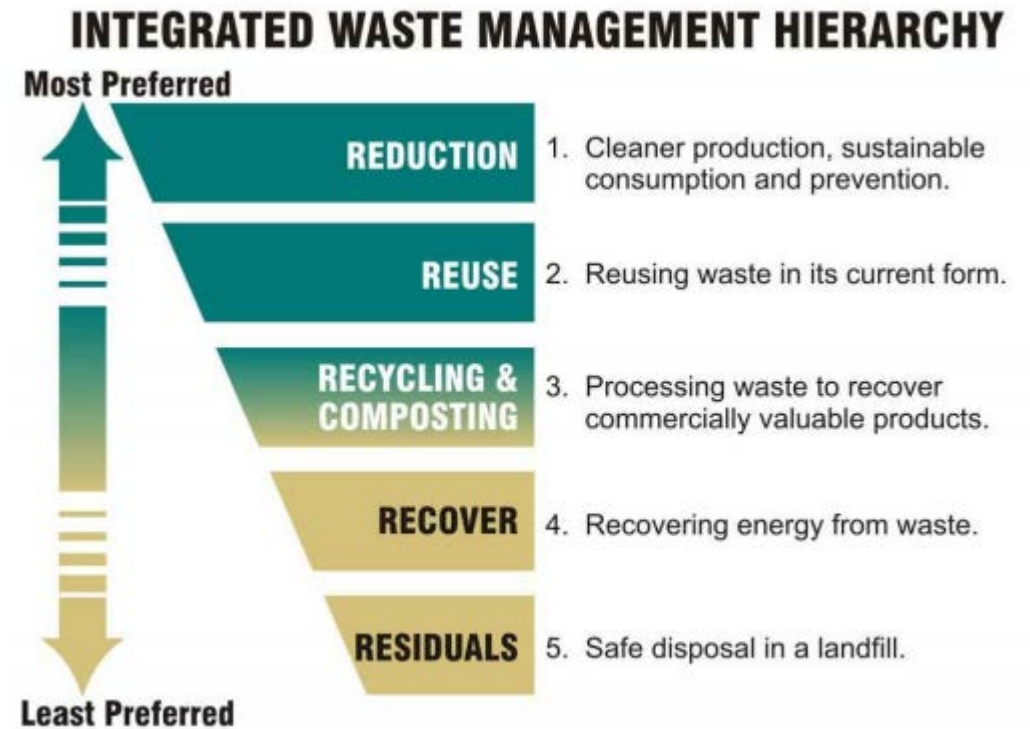 INTEGRATED WASTE MANAGEMENT HIERARCHY
Most Preferred
REDUCTION
1. Cleaner production, sustainable
consumption and prevention.
REUSE
2. Reusing waste in its current form.
RECYCLING &
COMPOSTING
3. Processing waste to recover
commercially valuable products.
RECOVER
4. Recovering energy from waste.
RESIDUALS
5. Safe disposal in a landfill.
Least Preferred